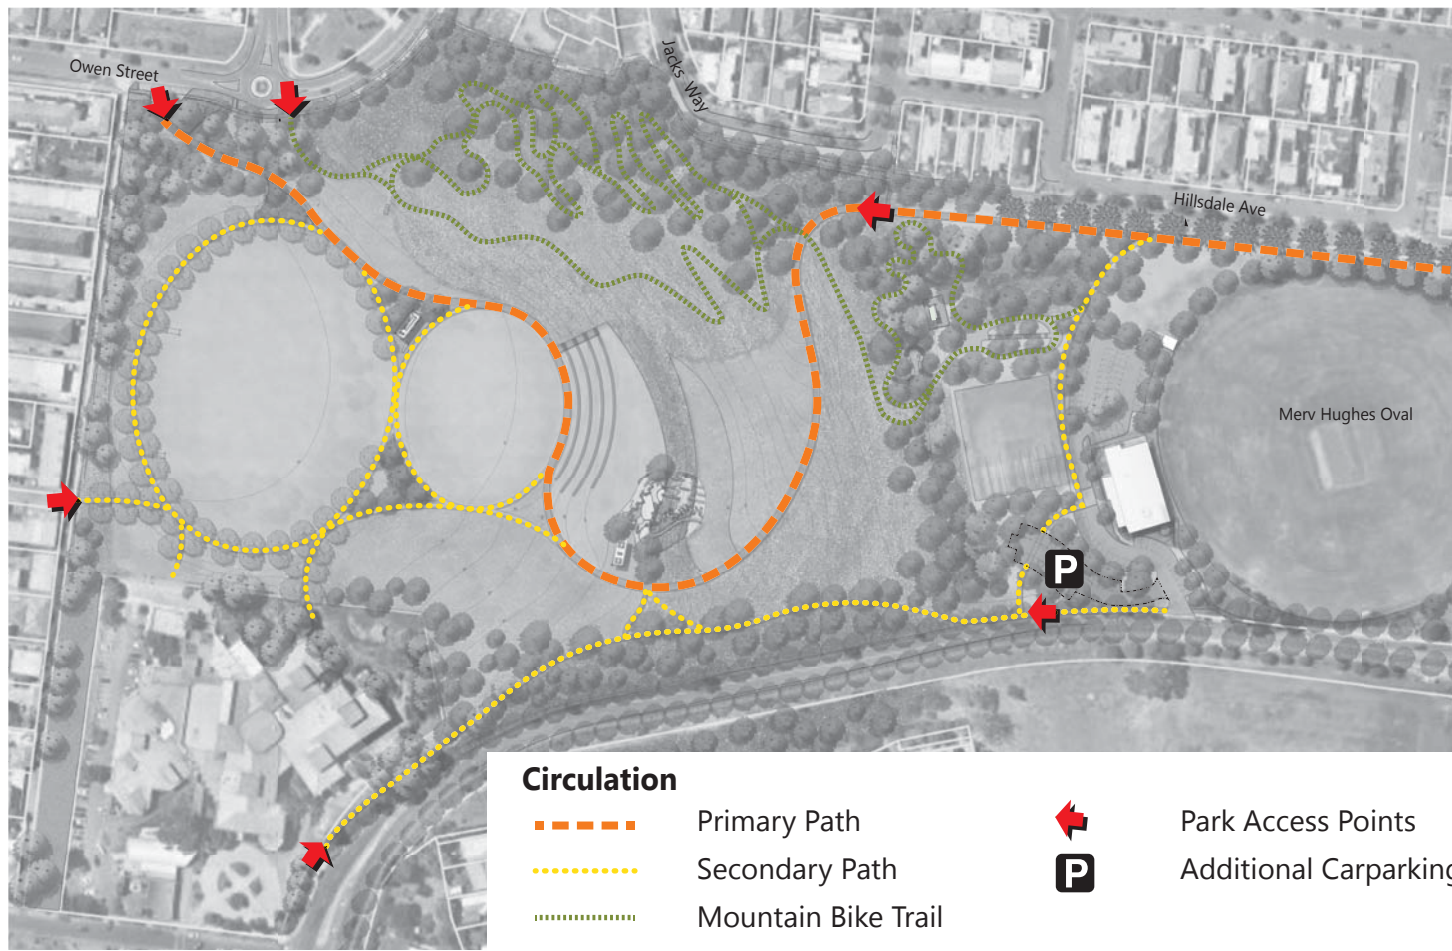 Owen Street
Jacks Way
Hillsdale Ave
Merv Hughes Oval
P
Circulation
Primary Path
Secondary Path
Mountain Bike Trail
Park Access Points
P
Additional Carparking